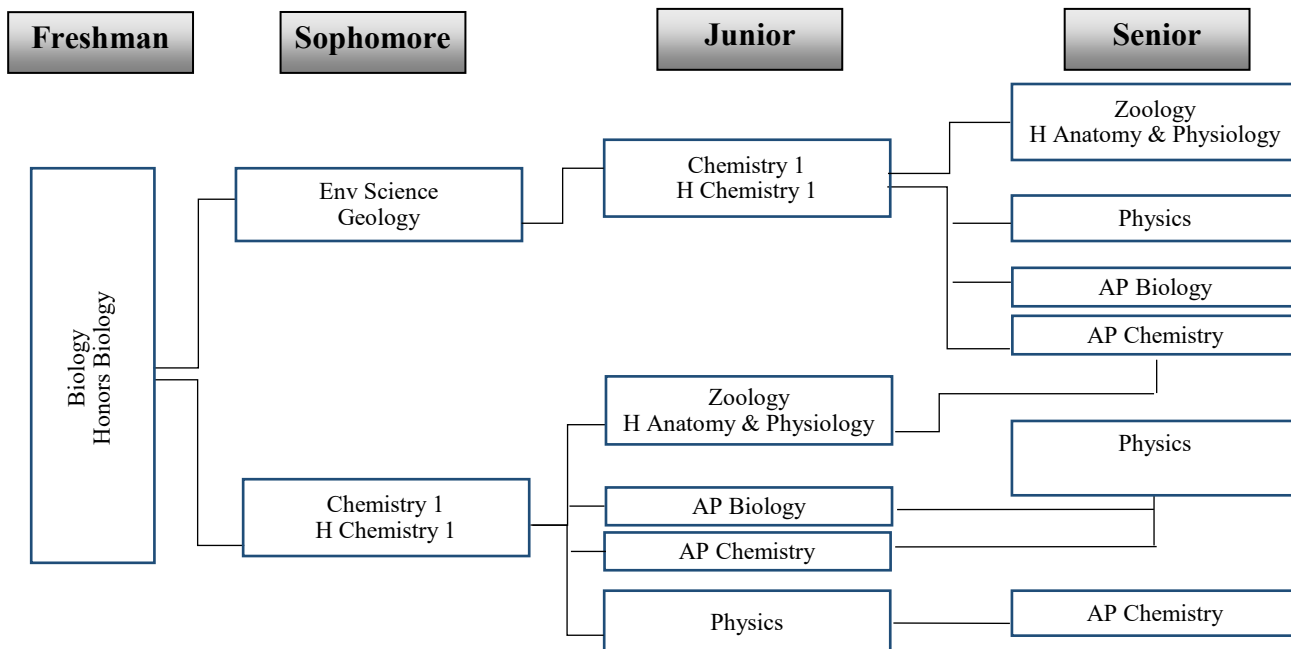 Freshman
Sophomore
Junior
Senior
Biology
Honors Biology
Env Science
Geology
Chemistry 1
H Chemistry 1
Chemistry 1
H Chemistry 1
Zoology
H Anatomy & Physiology
AP Biology
AP Chemistry
Physics
Zoology
H Anatomy & Physiology
Physics
AP Biology
AP Chemistry
Physics
AP Chemistry